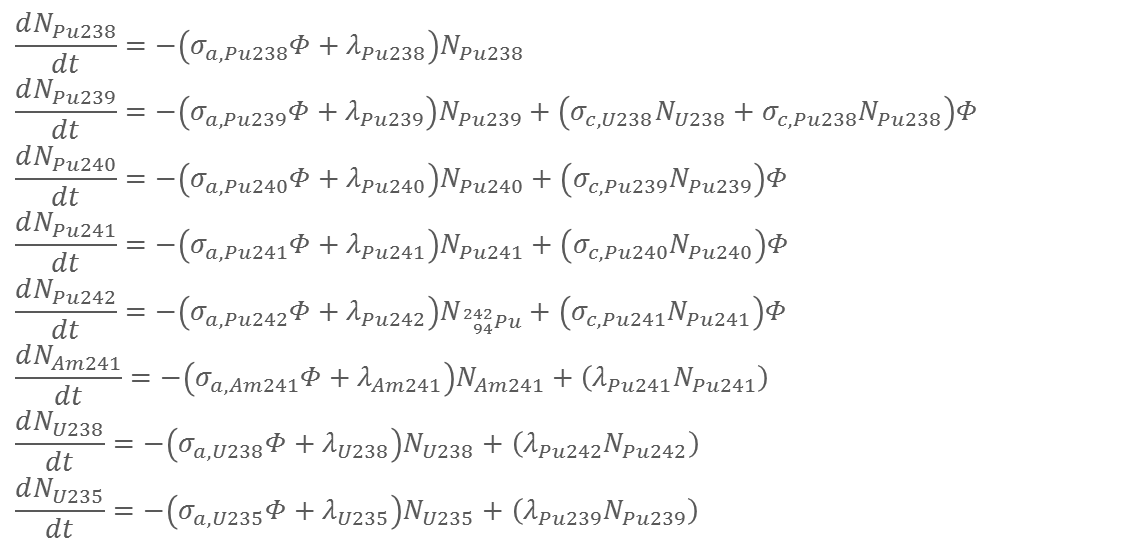 dN_{Pu238}/dt = −(σ_{a,Pu238}Φ + λ_{Pu238})N_{Pu238}
dN_{Pu239}/dt = −(σ_{a,Pu239}Φ + λ_{Pu239})N_{Pu239} + (σ_{c,U238}N_{U238} + σ_{c,Pu238}N_{Pu238})Φ
dN_{Pu240}/dt = −(σ_{a,Pu240}Φ + λ_{Pu240})N_{Pu240} + (σ_{c,Pu239}N_{Pu239})Φ
dN_{Pu241}/dt = −(σ_{a,Pu241}Φ + λ_{Pu241})N_{Pu241} + (σ_{c,Pu240}N_{Pu240})Φ
dN_{Pu242}/dt = −(σ_{a,Pu242}Φ + λ_{Pu242})N_{^{242}_{94}Pu} + (σ_{c,Pu241}N_{Pu241})Φ
dN_{Am241}/dt = −(σ_{a,Am241}Φ + λ_{Am241})N_{Am241} + (λ_{Pu241}N_{Pu241})
dN_{U238}/dt = −(σ_{a,U238}Φ + λ_{U238})N_{U238} + (λ_{Pu242}N_{Pu242})
dN_{U235}/dt = −(σ_{a,U235}Φ + λ_{U235})N_{U235} + (λ_{Pu239}N_{Pu239})